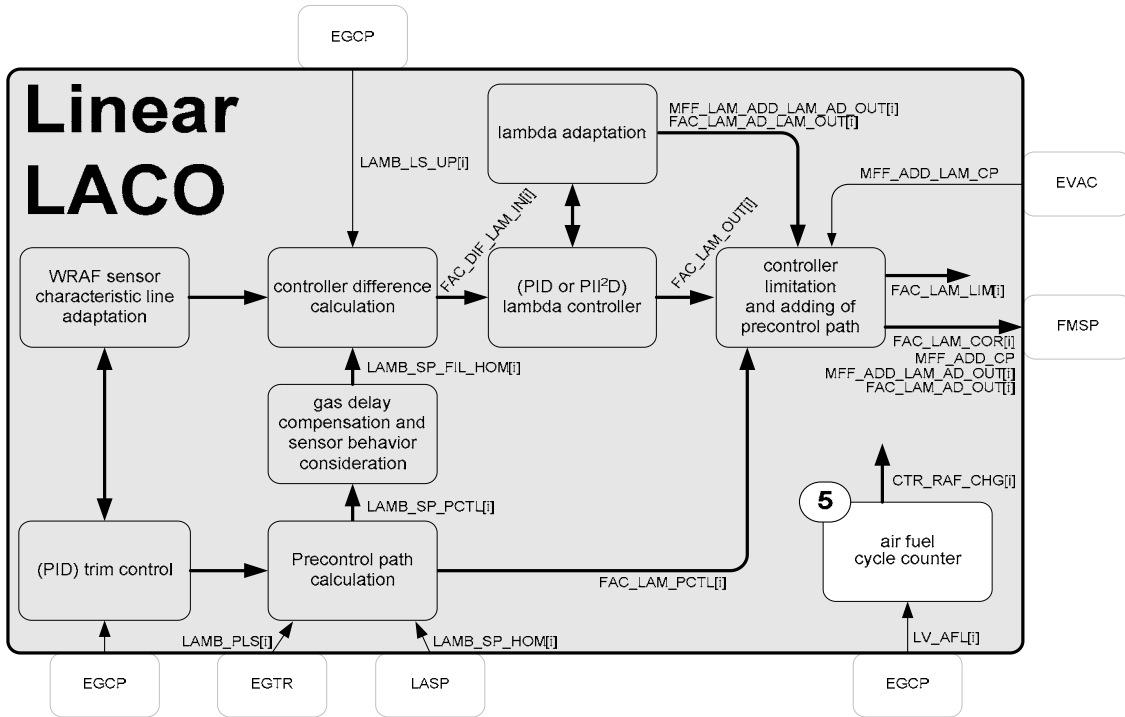 EGCP
Linear
LACO
LAMB_LS_UP[i]
lambda adaptation
MFF_LAM_ADD_LAM_AD_OUT[i]
FAC_LAM_AD_LAM_OUT[i]
MFF_ADD_LAM_CP
EVAC
WRAF sensor
characteristic line
adaptation
controller difference
calculation
FAC_DIF_LAM_IN[i]
(PID or PII²D)
lambda controller
FAC_LAM_OUT[i]
controller
limitation
and adding of
precontrol path
FAC_LAM_LIM[i]
FMSP
FAC_LAM_COR[i]
MFF_ADD_CP
MFF_ADD_LAM_AD_OUT[i]
FAC_LAM_AD_OUT[i]
LAMB_SP_FIL_HOM[i]
gas delay
compensation and
sensor behavior
consideration
LAMB_SP_PCTL[i]
CTR_RAF_CHG[i]
5
air fuel
cycle counter
(PID) trim control
Precontrol path
calculation
FAC_LAM_PCTL[i]
LAMB_PLS[i]
LAMB_SP_HOM[i]
LV_AFL[i]
EGCP
EGTR
LASP
EGCP